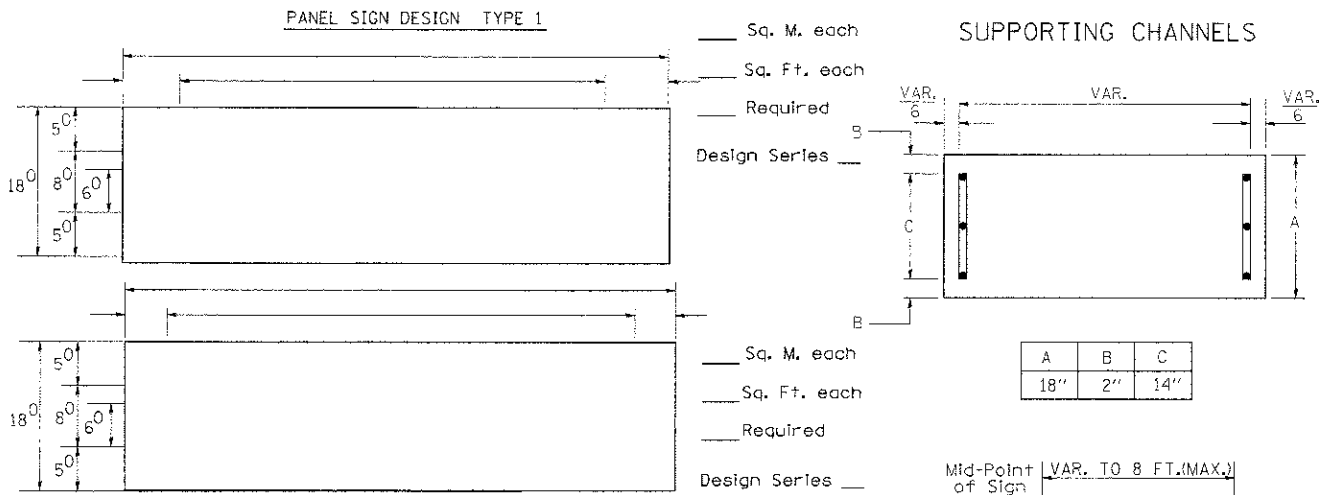 PANEL SIGN DESIGN TYPE 1
___ Sq. M. each
___ Sq. Ft. each
___ Required
Design Series ___
18⁰
5⁰
8⁰
6⁰
5⁰
___ Sq. M. each
___ Sq. Ft. each
___ Required
Design Series ___
18⁰
5⁰
8⁰
6⁰
5⁰
SUPPORTING CHANNELS
VAR.
6
VAR.
VAR.
6
B
C
A
B
A B C
18" 2" 14"
Mid-Point
of Sign
VAR. TO 8 FT.(MAX.)